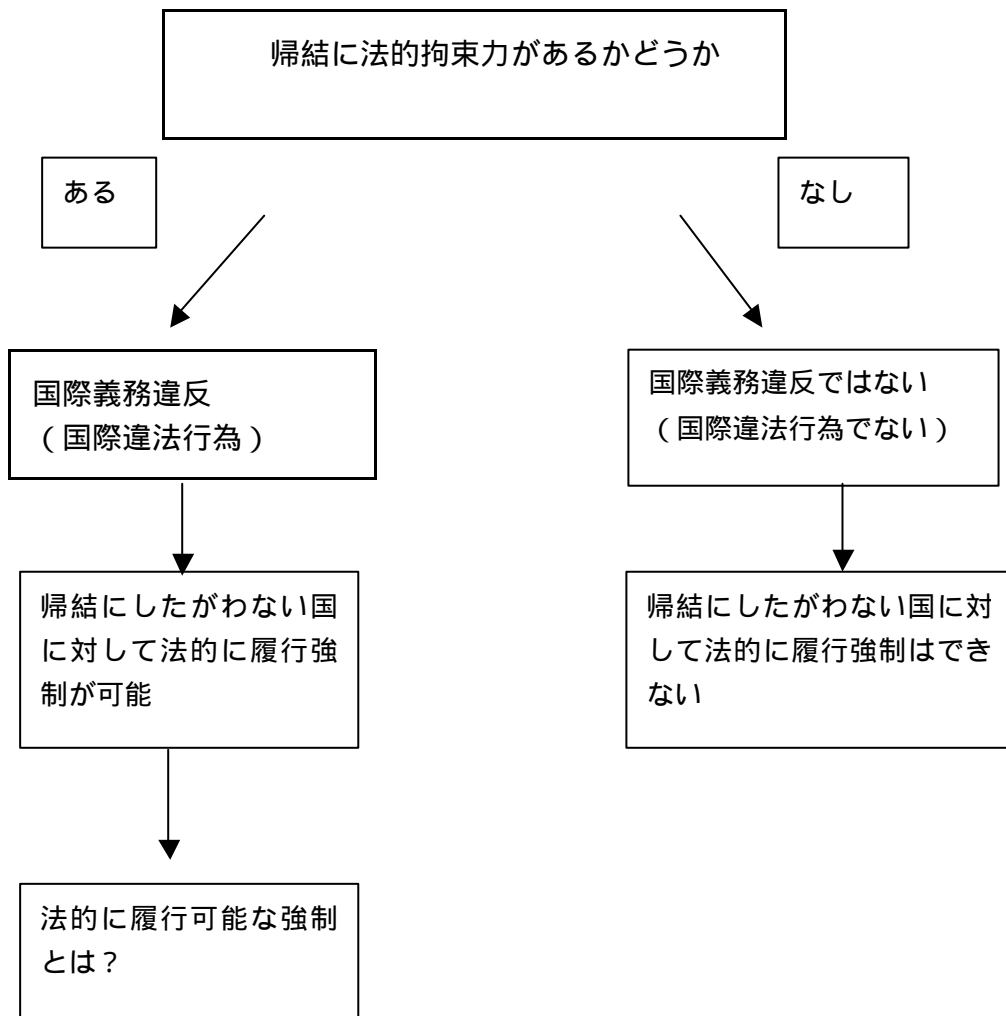 帰結に法的拘束力があるかどうか
ある
なし
国際義務違反
（国際違法行為）
国際義務違反ではない
（国際違法行為でない）
帰結にしたがわない国
に対して法的に履行強
制が可能
帰結にしたがわない国に対
して法的に履行強制はでき
ない
法的に履行可能な強制
とは？